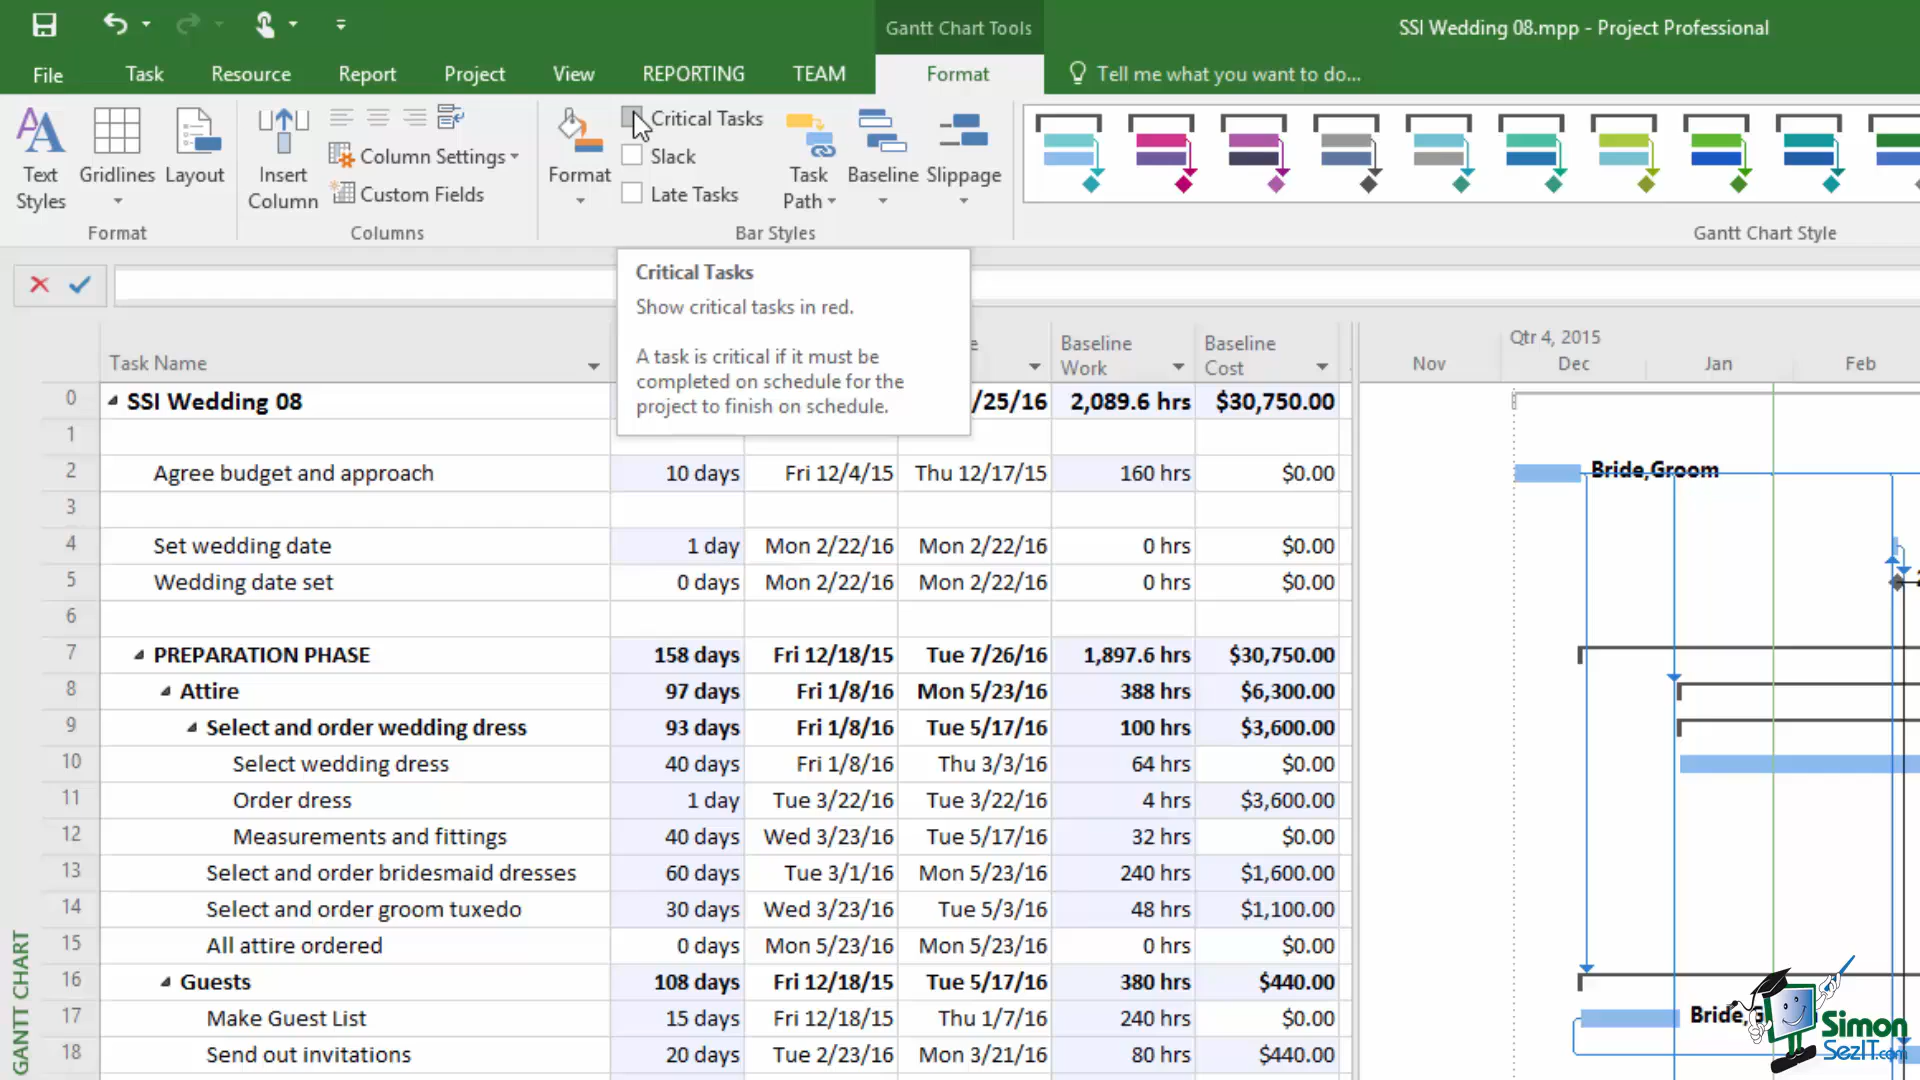 Gantt Chart Tools
SSI Wedding 08.mpp - Project Professional
File Task Resource Report Project View REPORTING TEAM Format Tell me what you want to do...
Text Styles
Gridlines
Layout
Format
Insert Column
Column Settings
Custom Fields
Columns
Format
Critical Tasks
Slack
Late Tasks
Task Path
Baseline
Slippage
Bar Styles
Gantt Chart Style
Critical Tasks
Show critical tasks in red.
A task is critical if it must be
completed on schedule for the
project to finish on schedule.
Task Name
Baseline Work
Baseline Cost
Qtr 4, 2015
Nov Dec Jan Feb
0 SSI Wedding 08 /25/16 2,089.6 hrs $30,750.00
1
2 Agree budget and approach 10 days Fri 12/4/15 Thu 12/17/15 160 hrs $0.00 Bride,Groom
3
4 Set wedding date 1 day Mon 2/22/16 Mon 2/22/16 0 hrs $0.00
5 Wedding date set 0 days Mon 2/22/16 Mon 2/22/16 0 hrs $0.00
6
7 PREPARATION PHASE 158 days Fri 12/18/15 Tue 7/26/16 1,897.6 hrs $30,750.00
8 Attire 97 days Fri 1/8/16 Mon 5/23/16 388 hrs $6,300.00
9 Select and order wedding dress 93 days Fri 1/8/16 Tue 5/17/16 100 hrs $3,600.00
10 Select wedding dress 40 days Fri 1/8/16 Thu 3/3/16 64 hrs $0.00
11 Order dress 1 day Tue 3/22/16 Tue 3/22/16 4 hrs $3,600.00
12 Measurements and fittings 40 days Wed 3/23/16 Tue 5/17/16 32 hrs $0.00
13 Select and order bridesmaid dresses 60 days Tue 3/1/16 Mon 5/23/16 240 hrs $1,600.00
14 Select and order groom tuxedo 30 days Wed 3/23/16 Tue 5/3/16 48 hrs $1,100.00
15 All attire ordered 0 days Mon 5/23/16 Mon 5/23/16 0 hrs $0.00
16 Guests 108 days Fri 12/18/15 Tue 5/17/16 380 hrs $440.00
17 Make Guest List 15 days Fri 12/18/15 Thu 1/7/16 240 hrs $0.00 Bride,
18 Send out invitations 20 days Tue 2/23/16 Mon 3/21/16 80 hrs $440.00
GANTT CHART
Simon
SezIT.com